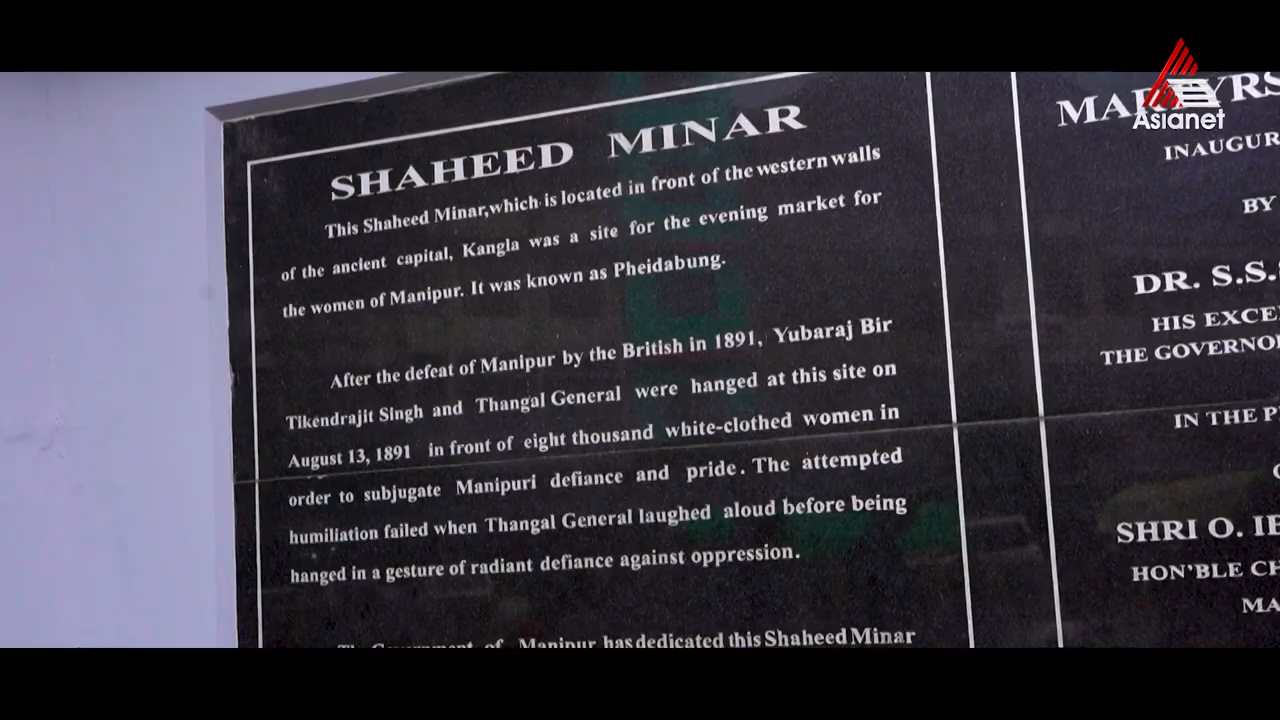 SHAHEED MINAR
This Shaheed Minar,which is located in front of the western walls
of the ancient capital, Kangla was a site for the evening market for
the women of Manipur. It was known as Pheidabung.
After the defeat of Manipur by the British in 1891, Yubaraj Bir
Tikendrajit Singh and Thangal General were hanged at this site on
August 13, 1891 in front of eight thousand white-clothed women in
order to subjugate Manipuri defiance and pride. The attempted
humiliation failed when Thangal General laughed aloud before being
hanged in a gesture of radiant defiance against oppression.
The Government of Manipur has dedicated this Shaheed Minar
MARTYRS
INAUGUR
BY
DR. S.S.
HIS EXCE
THE GOVERNO
IN THE P
SHRI O. IB
HON'BLE CH
MA
Asianet